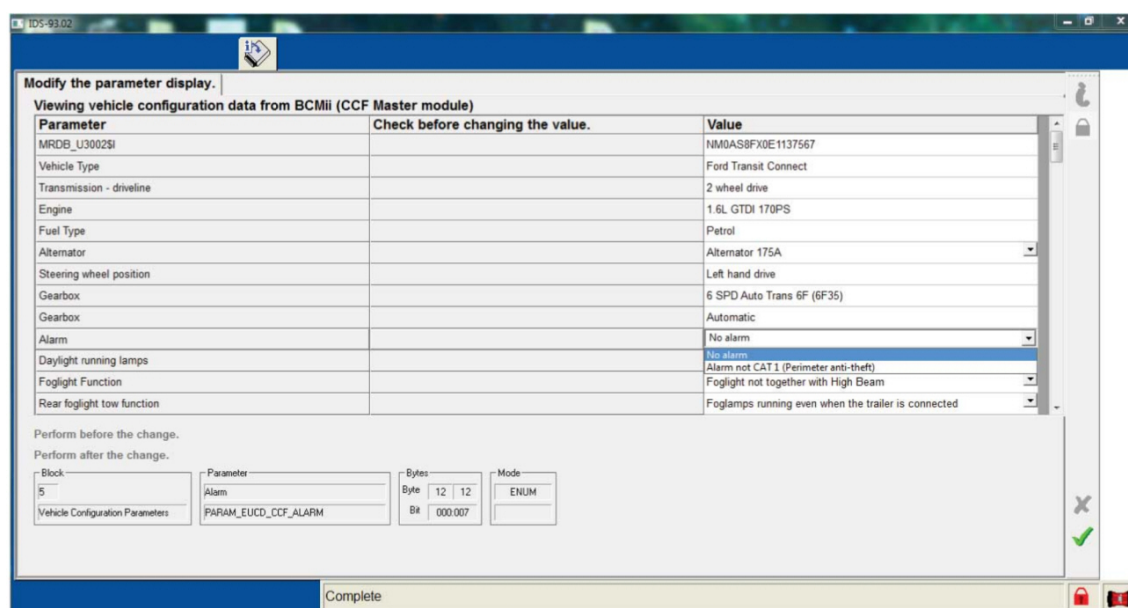 IDS-93.02
Modify the parameter display.
Viewing vehicle configuration data from BCMii (CCF Master module)
Parameter Check before changing the value. Value
MRDB_U3002$I NM0AS8FX0E1137567
Vehicle Type Ford Transit Connect
Transmission - driveline 2 wheel drive
Engine 1.6L GTDI 170PS
Fuel Type Petrol
Alternator Alternator 175A
Steering wheel position Left hand drive
Gearbox 6 SPD Auto Trans 6F (6F35)
Gearbox Automatic
Alarm No alarm
Daylight running lamps No alarm
Alarm not CAT 1 (Perimeter anti-theft)
Foglight Function Foglight not together with High Beam
Rear foglight tow function Foglamps running even when the trailer is connected
Perform before the change.
Perform after the change.
Block Parameter Bytes Mode
5 Alarm Byte 12 12 ENUM
Vehicle Configuration Parameters PARAM_EUCD_CCF_ALARM Bit 000:007
Complete